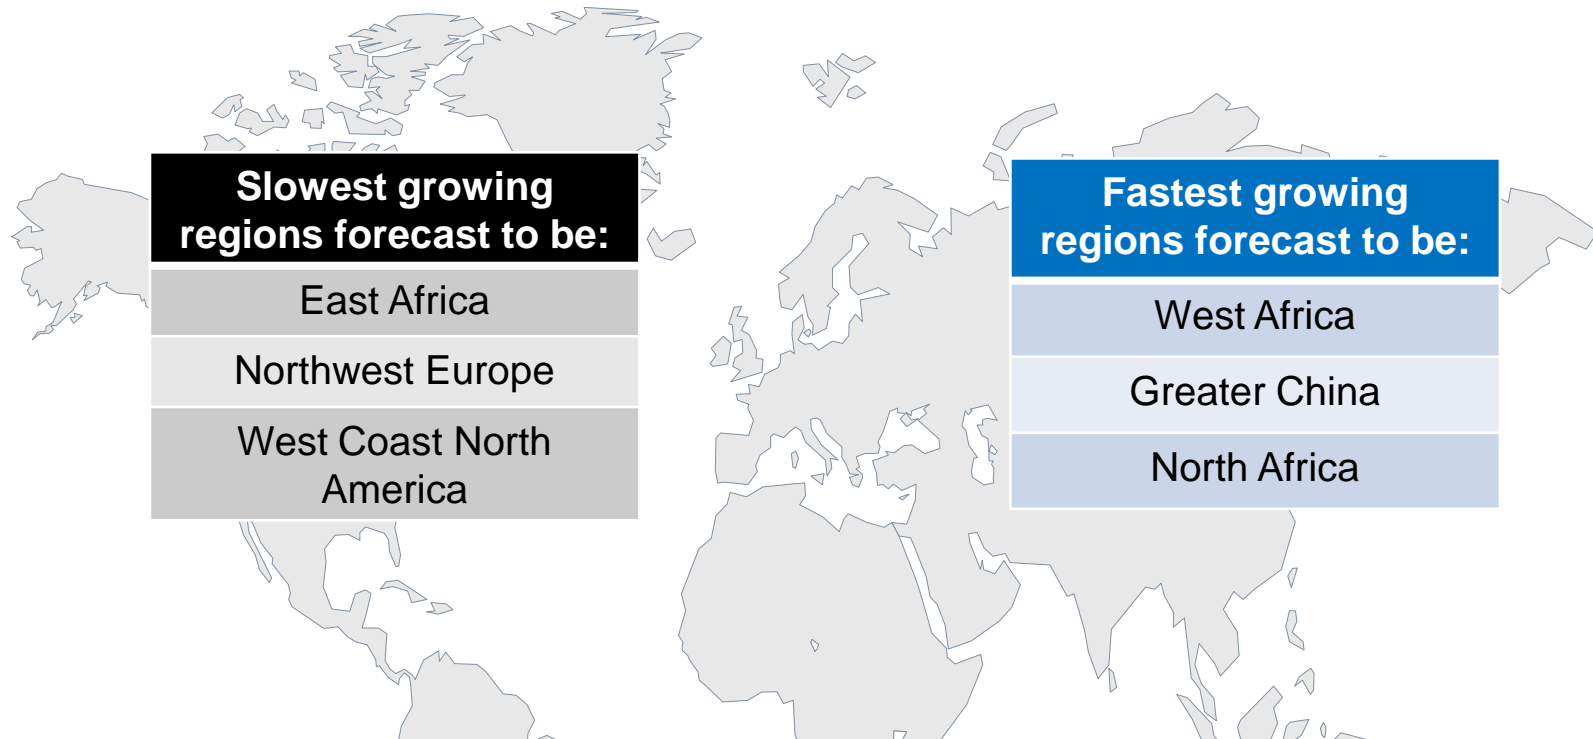 Slowest growing
regions forecast to be:
East Africa
Northwest Europe
West Coast North
America
Fastest growing
regions forecast to be:
West Africa
Greater China
North Africa